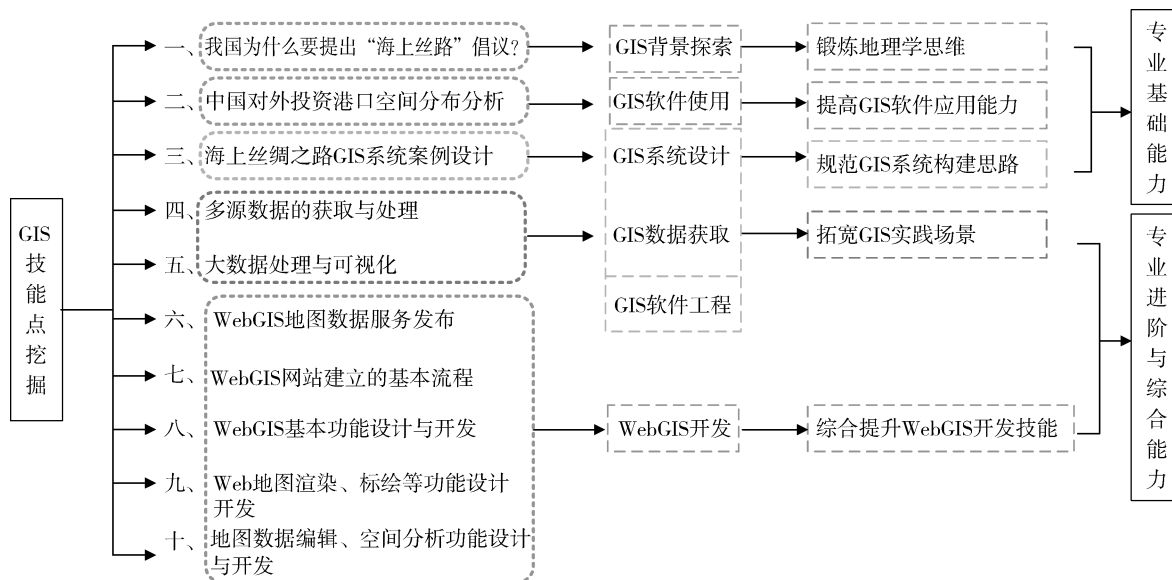 GIS
技
能
点
挖
掘
一、我国为什么要提出“海上丝路”倡议？
二、中国对外投资港口空间分布分析
三、海上丝绸之路GIS系统案例设计
四、多源数据的获取与处理
五、大数据处理与可视化
六、WebGIS地图数据服务发布
七、WebGIS网站建立的基本流程
八、WebGIS基本功能设计与开发
九、Web地图渲染、标绘等功能设计
开发
十、地图数据编辑、空间分析功能设计
与开发
GIS背景探索
GIS软件使用
GIS系统设计
GIS数据获取
GIS软件工程
WebGIS开发
锻炼地理学思维
提高GIS软件应用能力
规范GIS系统构建思路
拓宽GIS实践场景
综合提升WebGIS开发技能
专
业
基
础
能
力
专
业
进
阶
与
综
合
能
力